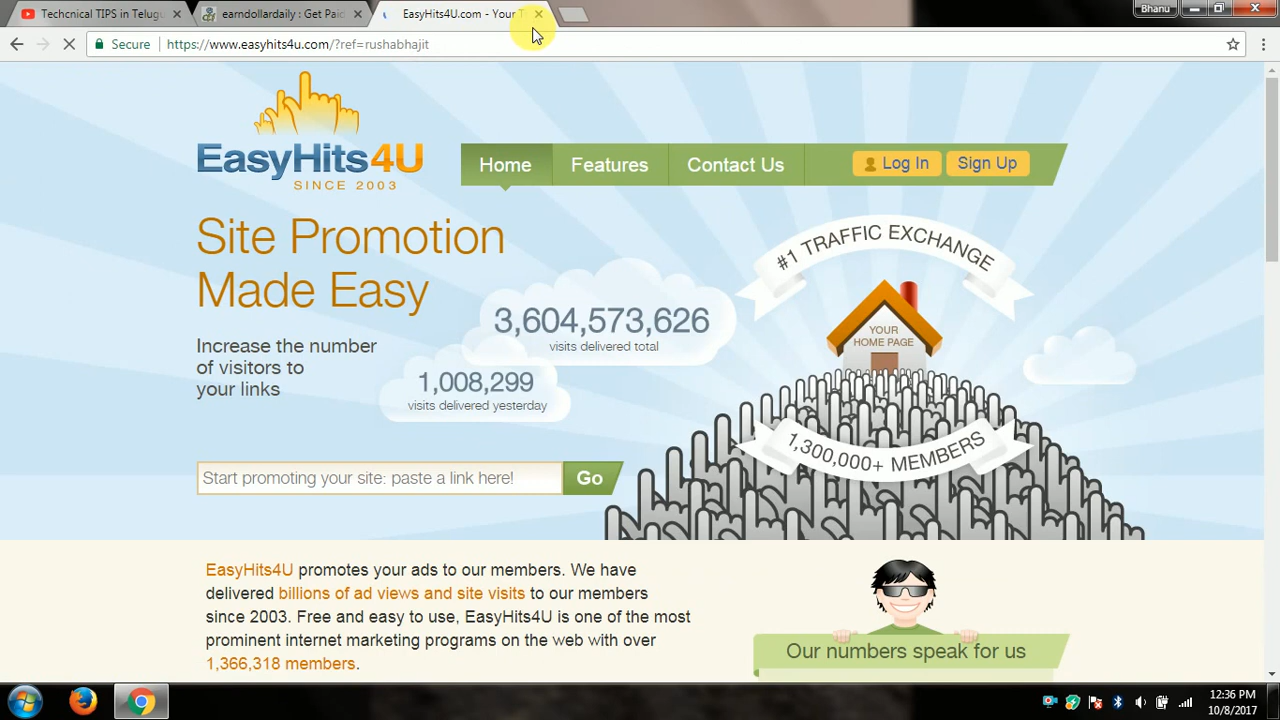 Techcnical TIPS in Telugu
earndollardaily : Get Paid
EasyHits4U.com - Your T
Bhanu
Secure
https://www.easyhits4u.com/?ref=rushabhajit
EasyHits4U
SINCE 2003
Home
Features
Contact Us
Log In
Sign Up
Site Promotion
Made Easy
#1 TRAFFIC EXCHANGE
3,604,573,626
visits delivered total
YOUR
HOME PAGE
Increase the number
of visitors to
your links
1,008,299
visits delivered yesterday
1,300,000+ MEMBERS
Start promoting your site: paste a link here!
Go
EasyHits4U promotes your ads to our members. We have
delivered billions of ad views and site visits to our members
since 2003. Free and easy to use, EasyHits4U is one of the most
prominent internet marketing programs on the web with over
1,366,318 members.
Our numbers speak for us
12:36 PM
10/8/2017